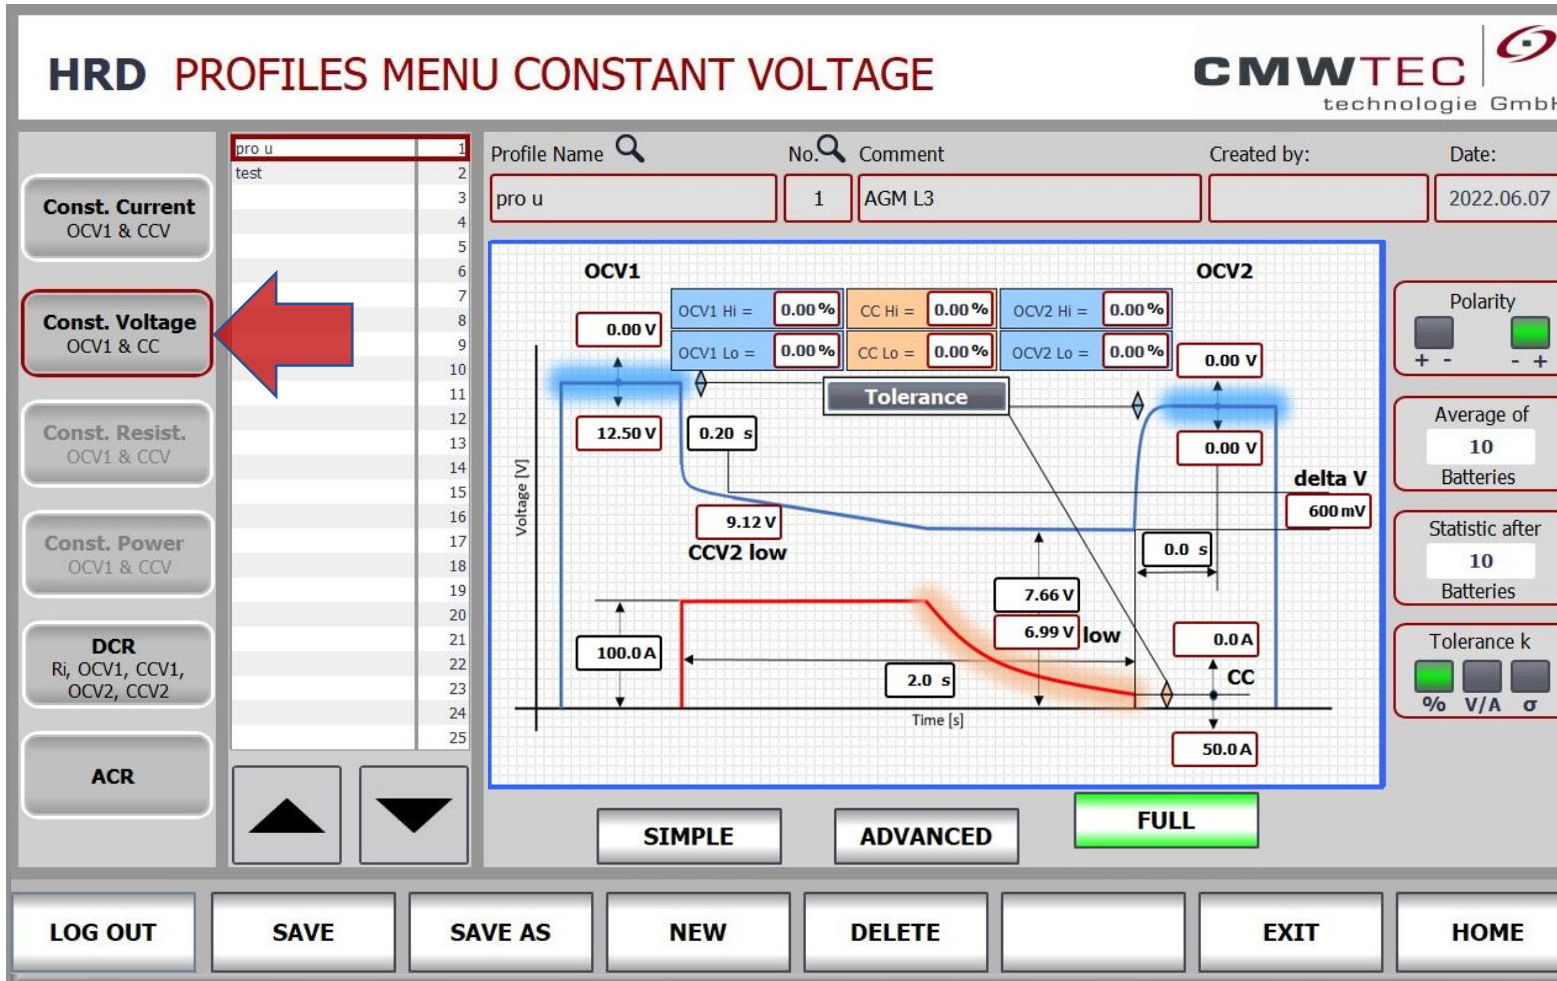 HRD PROFILES MENU CONSTANT VOLTAGE
CMWTEC
technologie GmbH
Const. Current
OCV1 & CCV
Const. Voltage
OCV1 & CC
Const. Resist.
OCV1 & CCV
Const. Power
OCV1 & CCV
DCR
Ri, OCV1, CCV1,
OCV2, CCV2
ACR
pro u 1
test 2
3
4
5
6
7
8
9
10
11
12
13
14
15
16
17
18
19
20
21
22
23
24
25
Profile Name No. Comment Created by: Date:
pro u 1 AGM L3 2022.06.07
OCV1 OCV2
OCV1 Hi = 0.00 % CC Hi = 0.00 % OCV2 Hi = 0.00 %
0.00 V
OCV1 Lo = 0.00 % CC Lo = 0.00 % OCV2 Lo = 0.00 %
0.00 V
Tolerance
12.50 V 0.20 s
0.00 V
Voltage [V]
delta V
600 mV
9.12 V
CCV2 low
0.0 s
7.66 V
6.99 V low
0.0 A
100.0 A
2.0 s
CC
Time [s]
50.0 A
SIMPLE ADVANCED FULL
Polarity
+ - - +
Average of
10
Batteries
Statistic after
10
Batteries
Tolerance k
% V/A σ
LOG OUT SAVE SAVE AS NEW DELETE EXIT HOME